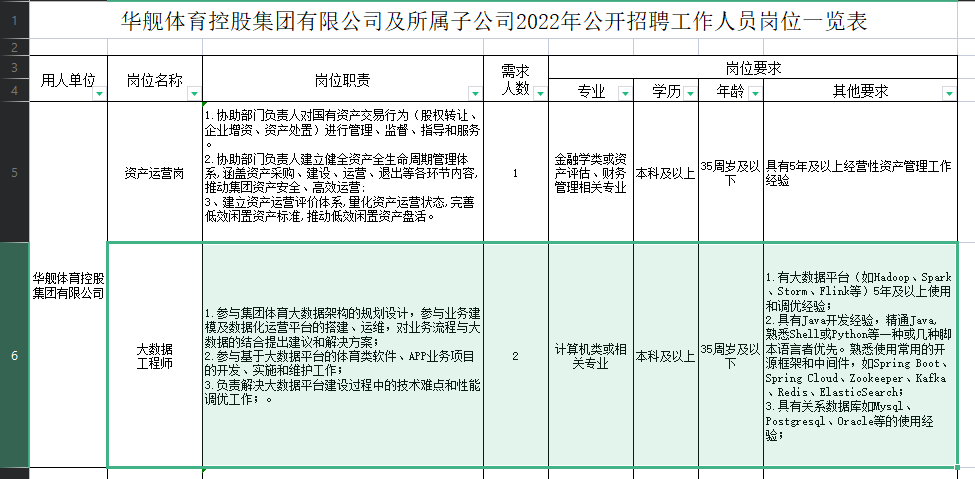 1
华舰体育控股集团有限公司及所属子公司2022年公开招聘工作人员岗位一览表
2
3
用人单位
岗位名称
岗位职责
需求
人数
岗位要求
4
专业
学历
年龄
其他要求
5
资产运营岗
1.协助部门负责人对国有资产交易行为（股权转让、
企业增资、资产处置）进行管理、监督、指导和服务
。
2.协助部门负责人建立健全资产全生命周期管理体
系,涵盖资产采购、建设、运营、退出等各环节内容,
推动集团资产安全、高效运营;
3、建立资产运营评价体系,量化资产运营状态,完善
低效闲置资产标准,推动低效闲置资产盘活。
1
金融学类或资
产评估、财务
管理相关专业
本科及以上
35周岁及以
下
具有5年及以上经营性资产管理工作
经验
华舰体育控股
集团有限公司
6
大数据
工程师
1.参与集团体育大数据架构的规划设计，参与业务建
模及数据化运营平台的搭建、运维，对业务流程与大
数据的结合提出建议和解决方案；
2.参与基于大数据平台的体育类软件、APP业务项目
的开发、实施和维护工作；
3.负责解决大数据平台建设过程中的技术难点和性能
调优工作；。
2
计算机类或相
关专业
本科及以上
35周岁及以
下
1.有大数据平台（如Hadoop、Spark
、Storm、Flink等）5年及以上使用
和调优经验；
2.具有Java开发经验，精通Java,
熟悉Shell或Python等一种或几种脚
本语言者优先。熟悉使用常用的开
源框架和中间件，如Spring Boot、
Spring Cloud、Zookeeper、Kafka
、Redis、ElasticSearch；
3.具有关系数据库如Mysql、
Postgresql、Oracle等的使用经
验；